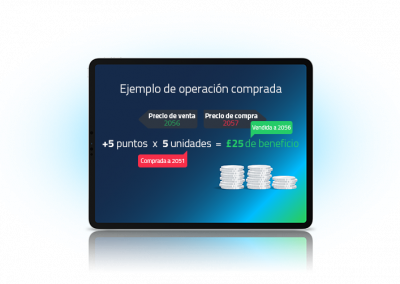 Ejemplo de operación comprada
Precio de venta Precio de compra
2056 2057
Vendida a 2056
+5 puntos x 5 unidades = £25 de beneficio
Comprada a 2051